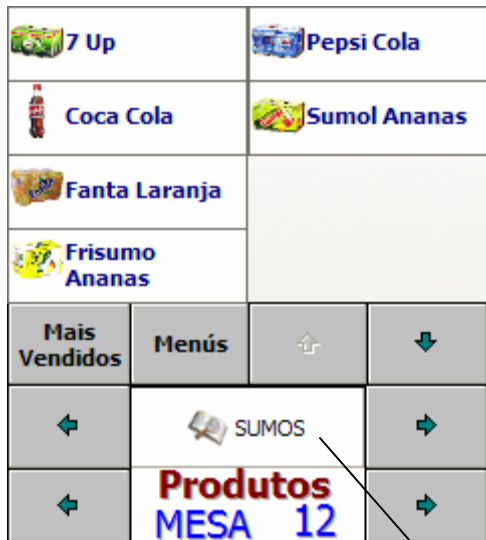 7 Up
Pepsi Cola
Coca Cola
Sumol Ananas
Fanta Laranja
Frisumo
Ananas
Mais
Vendidos
Menús
SUMOS
Produtos
MESA 12